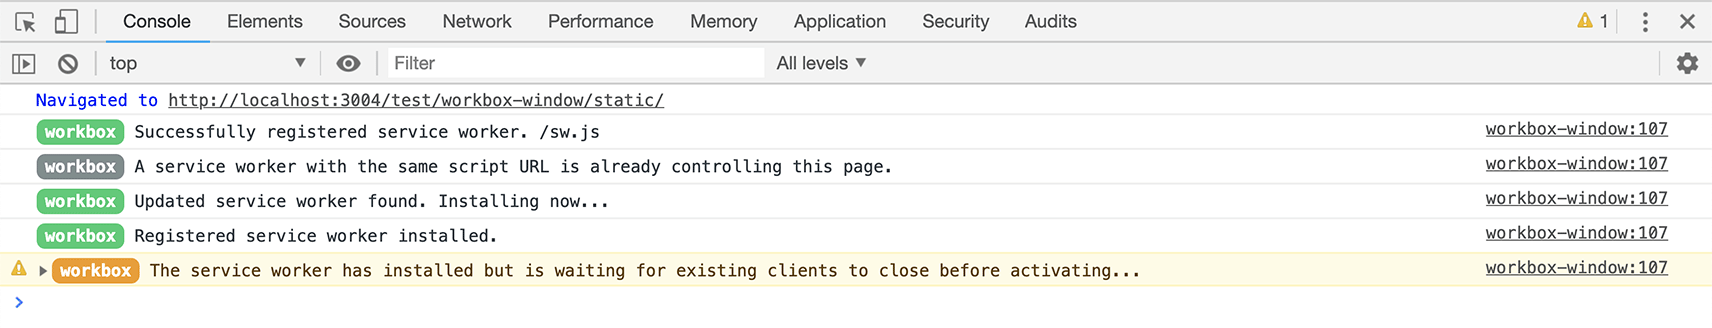 Console Elements Sources Network Performance Memory Application Security Audits 1
top Filter All levels
Navigated to http://localhost:3004/test/workbox-window/static/
workbox Successfully registered service worker. /sw.js workbox-window:107
workbox A service worker with the same script URL is already controlling this page. workbox-window:107
workbox Updated service worker found. Installing now... workbox-window:107
workbox Registered service worker installed. workbox-window:107
workbox The service worker has installed but is waiting for existing clients to close before activating... workbox-window:107